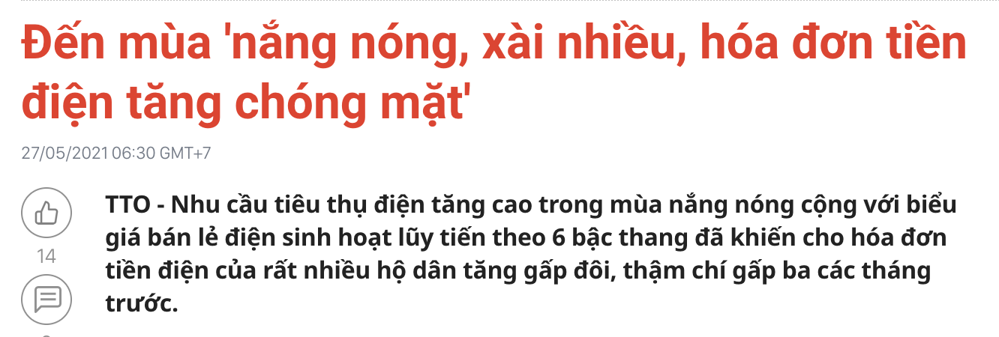 Đến mùa 'nắng nóng, xài nhiều, hóa đơn tiền
điện tăng chóng mặt'
27/05/2021 06:30 GMT+7
TTO - Nhu cầu tiêu thụ điện tăng cao trong mùa nắng nóng cộng với biểu
giá bán lẻ điện sinh hoạt lũy tiến theo 6 bậc thang đã khiến cho hóa đơn
tiền điện của rất nhiều hộ dân tăng gấp đôi, thậm chí gấp ba các tháng
trước.
14